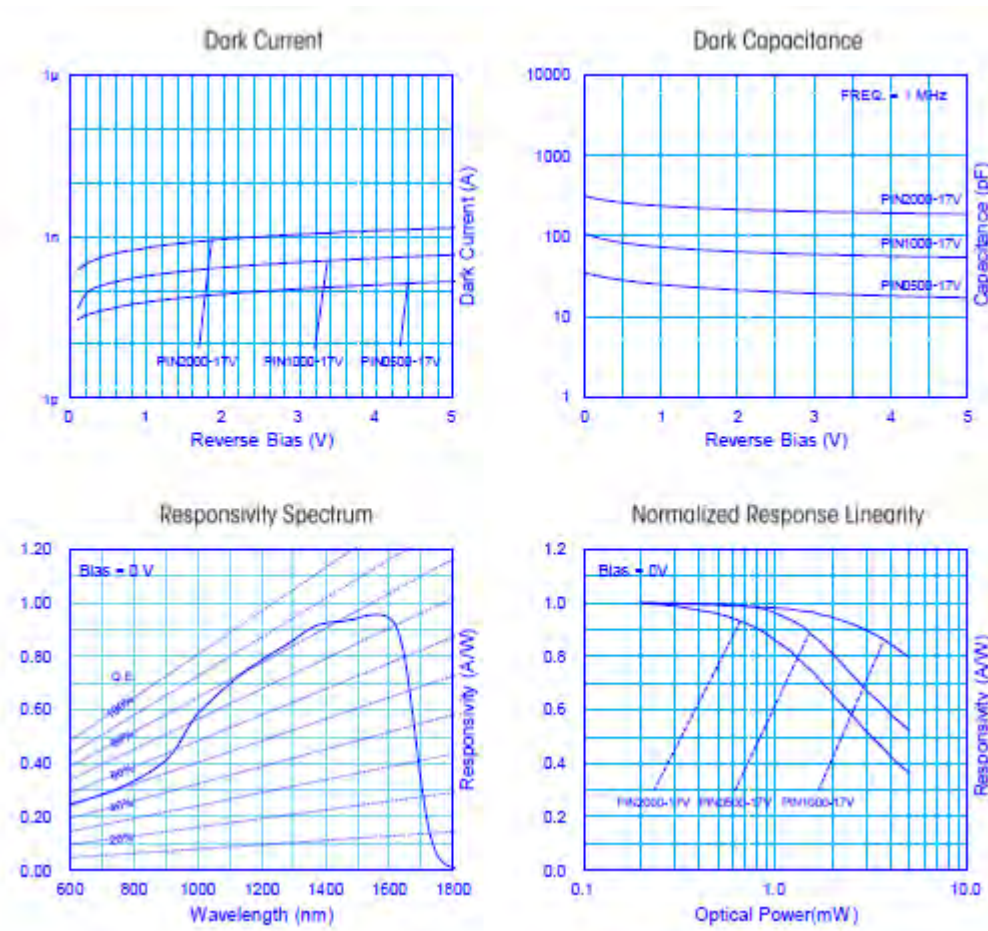 Dark Current
Dark Capacitance
1µ
1n
1p
0 1 2 3 4 5
Reverse Bias (V)
Dark Current (A)
PIN2000-17V PIN1000-17V PIN0500-17V
10000
1000
100
10
1
FREQ. = 1 MHz
PIN2000-17V
PIN1000-17V
PIN0500-17V
0 1 2 3 4 5
Reverse Bias (V)
Capacitance (pF)
Responsivity Spectrum
Normalized Response Linearity
1.20
1.00
0.80
0.60
0.40
0.20
0.00
Bias = 0 V
Q.E.
100%
80%
60%
40%
20%
600 800 1000 1200 1400 1600 1800
Wavelength (nm)
Responsivity (A/W)
1.2
1.0
0.8
0.6
0.4
0.2
0.0
Bias = 0V
PIN2000-17V PIN0500-17V PIN1000-17V
0.1 1.0 10.0
Optical Power(mW)
Responsivity (A/W)